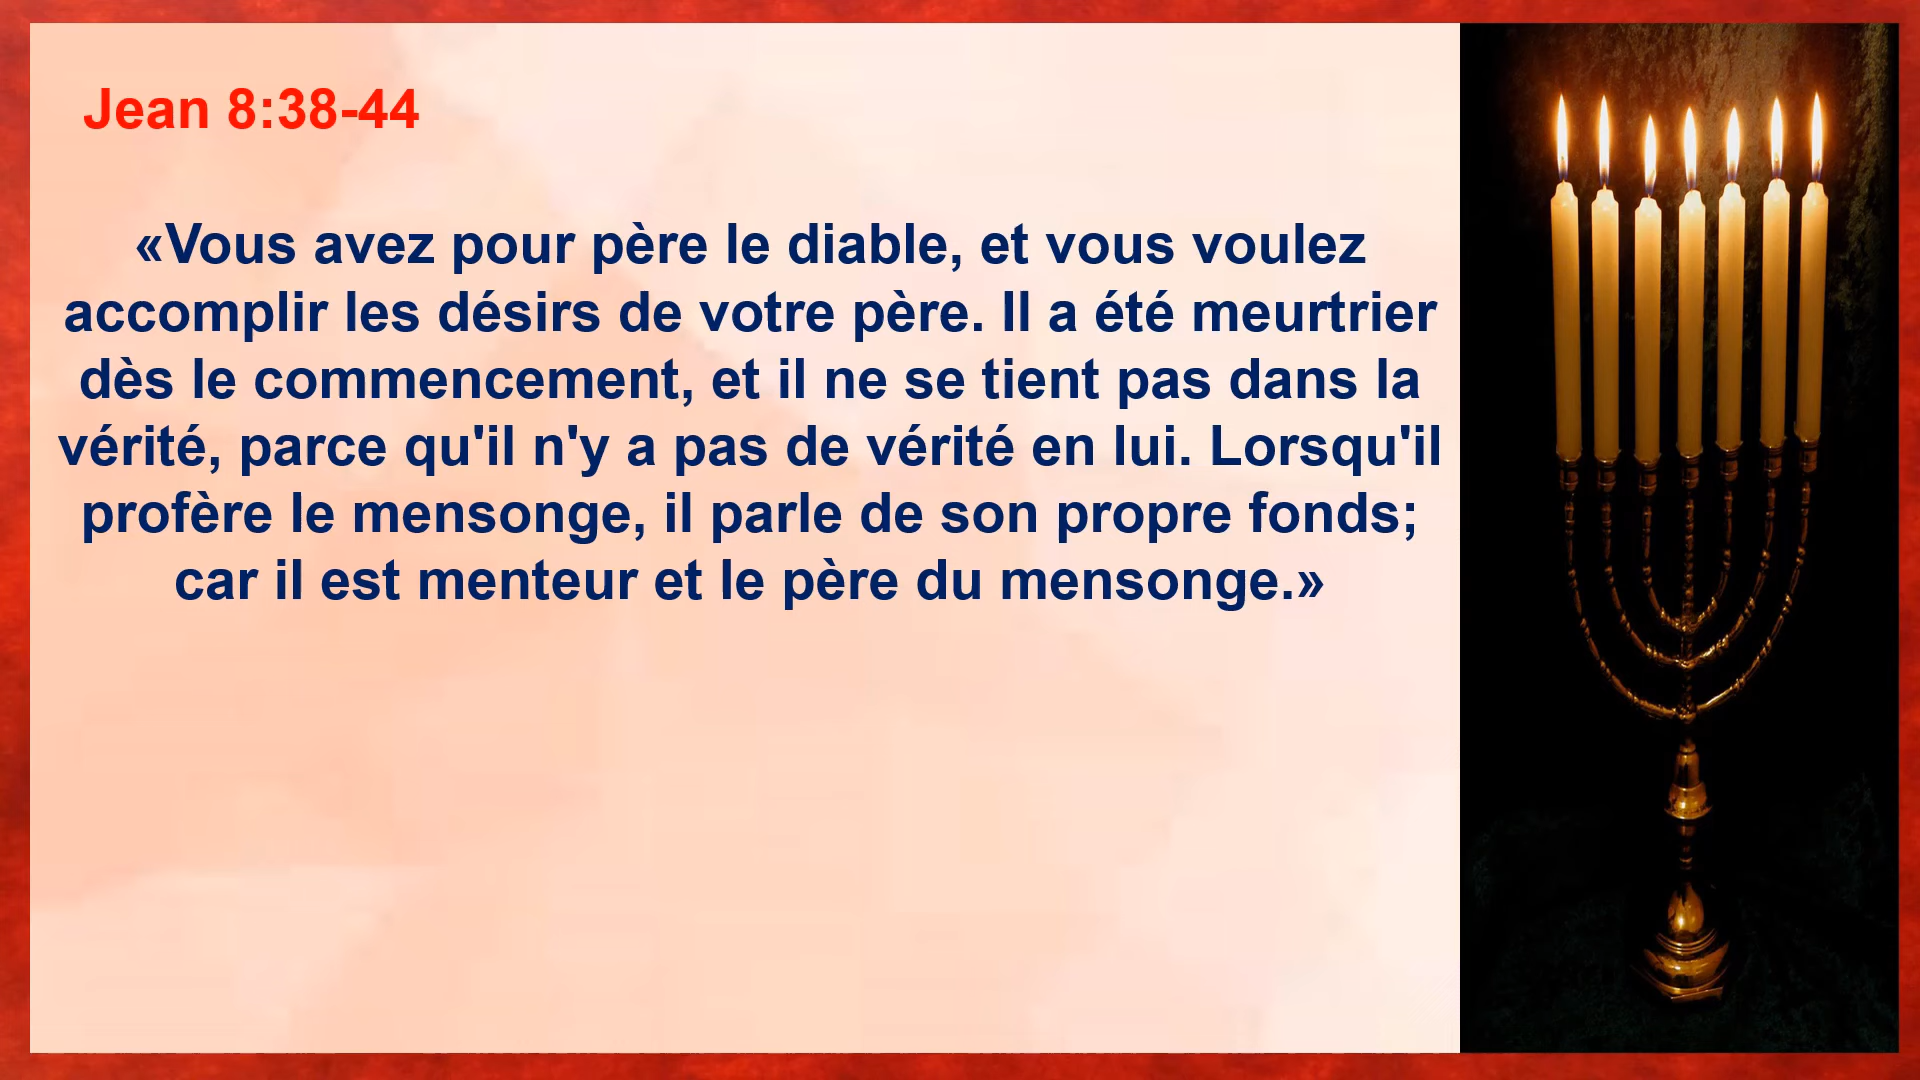 Jean 8:38-44
«Vous avez pour père le diable, et vous voulez
accomplir les désirs de votre père. Il a été meurtrier
dès le commencement, et il ne se tient pas dans la
vérité, parce qu'il n'y a pas de vérité en lui. Lorsqu'il
profère le mensonge, il parle de son propre fonds;
car il est menteur et le père du mensonge.»